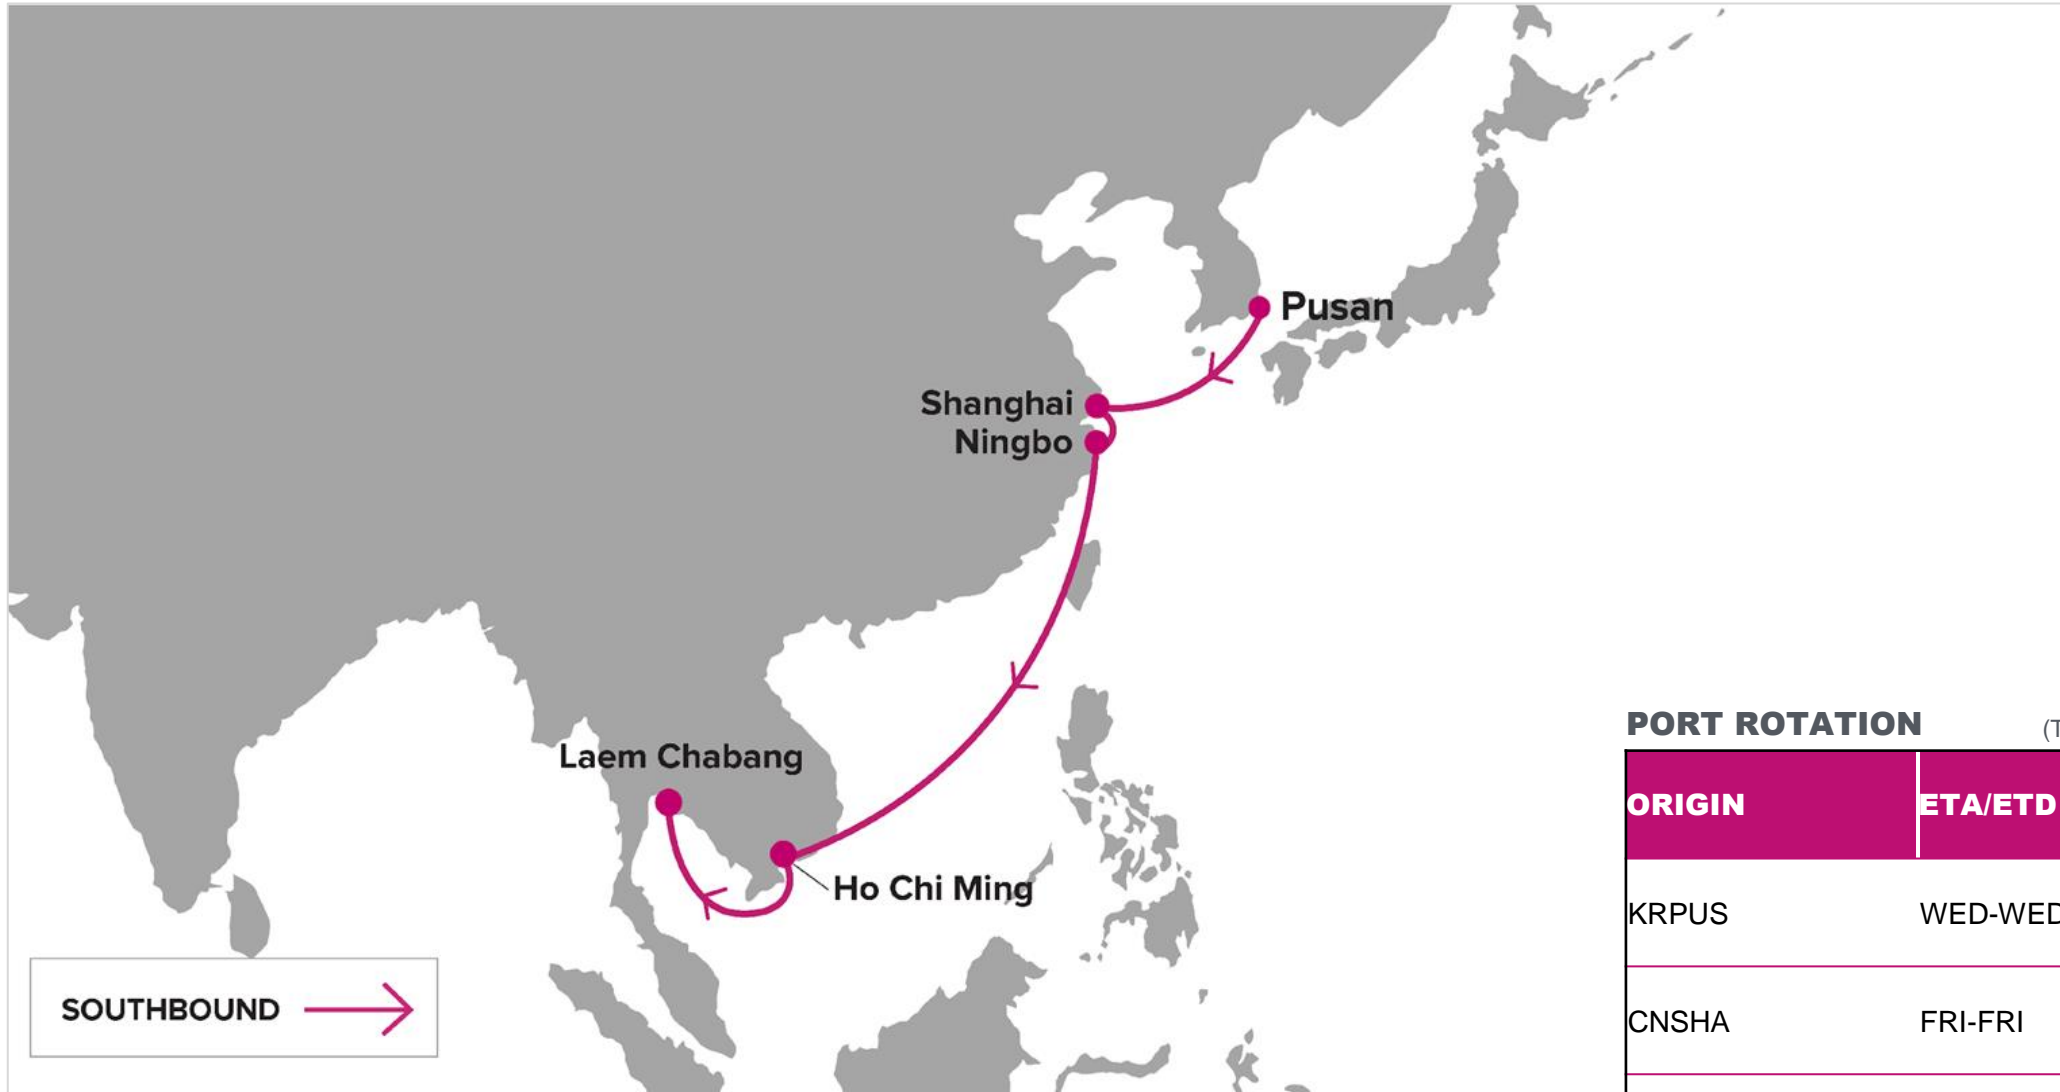 Pusan
Shanghai
Ningbo
Laem Chabang
Ho Chi Ming
SOUTHBOUND
PORT ROTATION (T
ORIGIN ETA/ETD
KRPUS WED-WED
CNSHA FRI-FRI